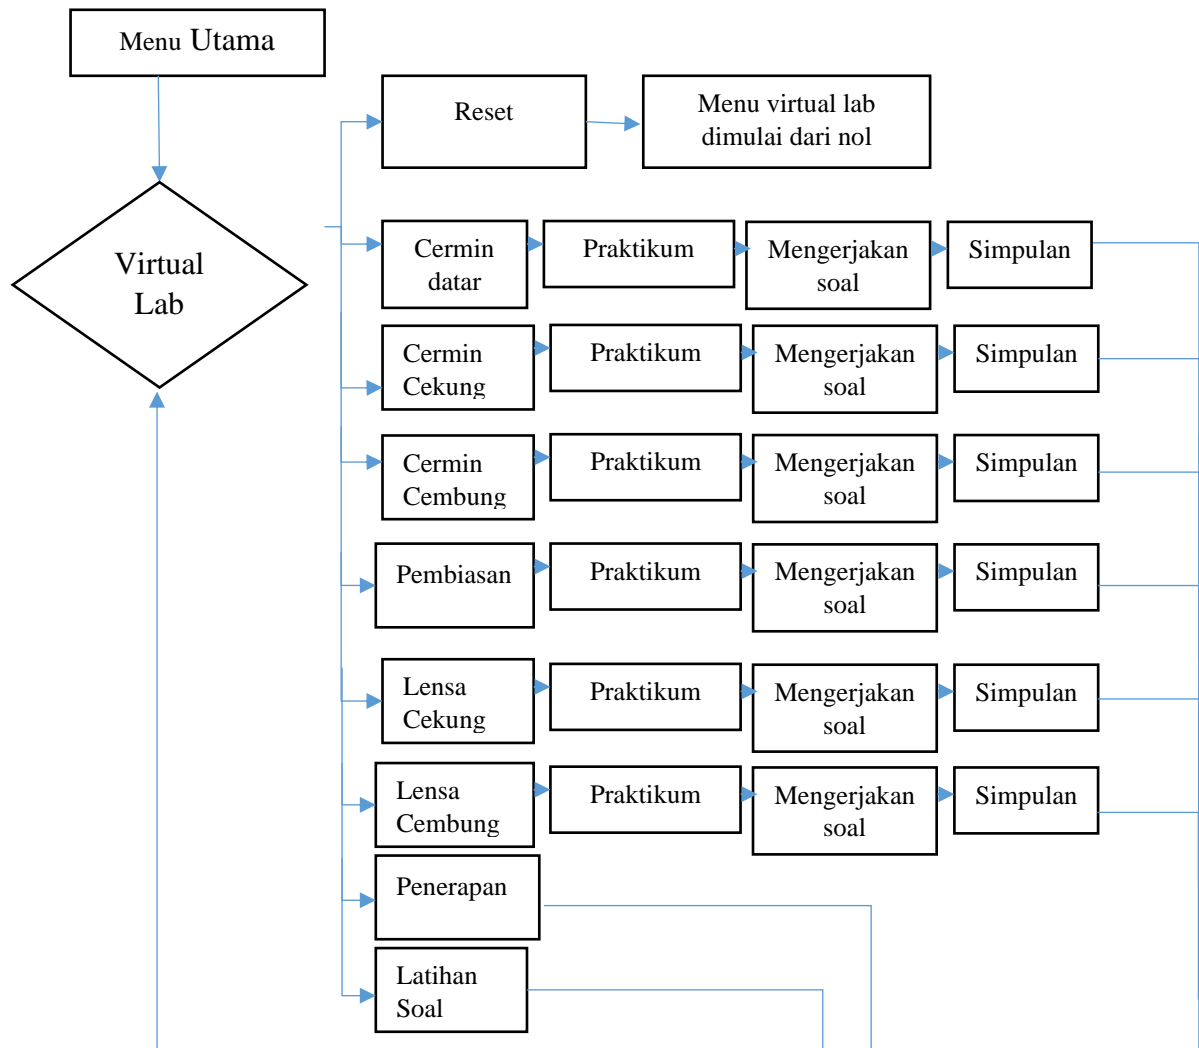 Menu Utama
Reset
Menu virtual lab
dimulai dari nol
Virtual
Lab
Cermin
datar
Praktikum
Mengerjakan
soal
Simpulan
Cermin
Cekung
Praktikum
Mengerjakan
soal
Simpulan
Cermin
Cembung
Praktikum
Mengerjakan
soal
Simpulan
Pembiasan
Praktikum
Mengerjakan
soal
Simpulan
Lensa
Cekung
Praktikum
Mengerjakan
soal
Simpulan
Lensa
Cembung
Praktikum
Mengerjakan
soal
Simpulan
Penerapan
Latihan
Soal